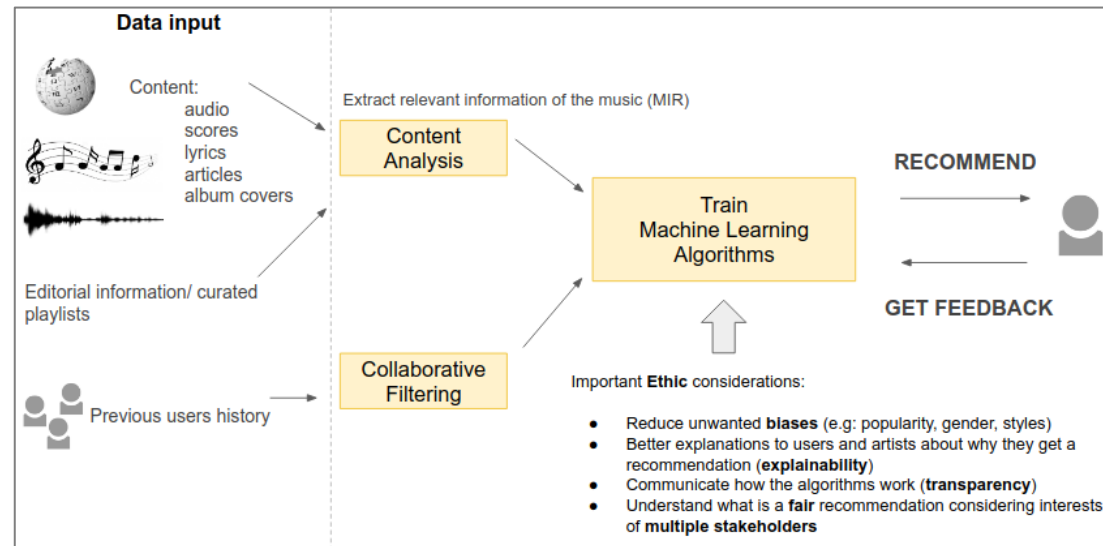 Data input
Content:
audio
scores
lyrics
articles
album covers
Editorial information/ curated
playlists
Previous users history
Extract relevant information of the music (MIR)
Content
Analysis
Collaborative
Filtering
Train
Machine Learning
Algorithms
RECOMMEND
GET FEEDBACK
Important Ethic considerations:
● Reduce unwanted biases (e.g: popularity, gender, styles)
● Better explanations to users and artists about why they get a
recommendation (explainability)
● Communicate how the algorithms work (transparency)
● Understand what is a fair recommendation considering interests
of multiple stakeholders